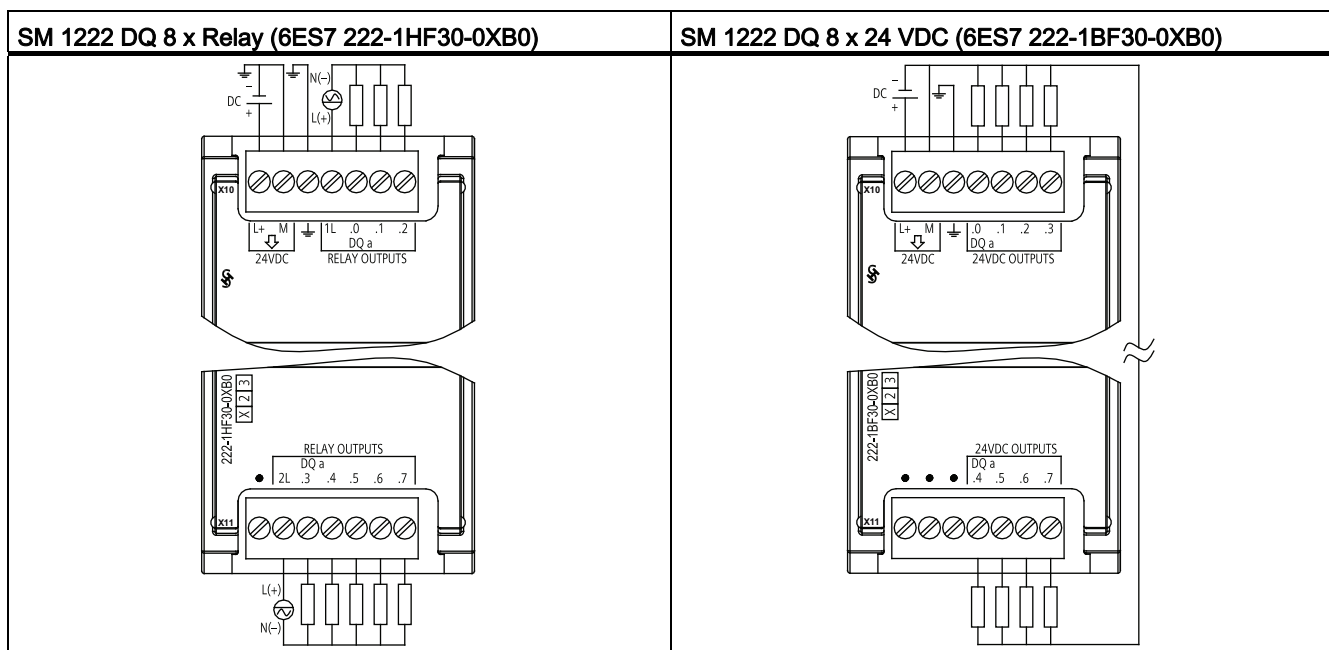 SM 1222 DQ 8 x Relay (6ES7 222-1HF30-0XB0)
N(−)
− DC +
L(+)
X10
L+ M 1L .0 .1 .2
DQ a
24VDC RELAY OUTPUTS
222-1HF30-0XB0
X 2 3
RELAY OUTPUTS
DQ a
2L .3 .4 .5 .6 .7
X11
L(+)
N(−)
SM 1222 DQ 8 x 24 VDC (6ES7 222-1BF30-0XB0)
− DC +
X10
L+ M .0 .1 .2 .3
DQ a
24VDC 24VDC OUTPUTS
222-1BF30-0XB0
X 2 3
24VDC OUTPUTS
DQ a
.4 .5 .6 .7
X11